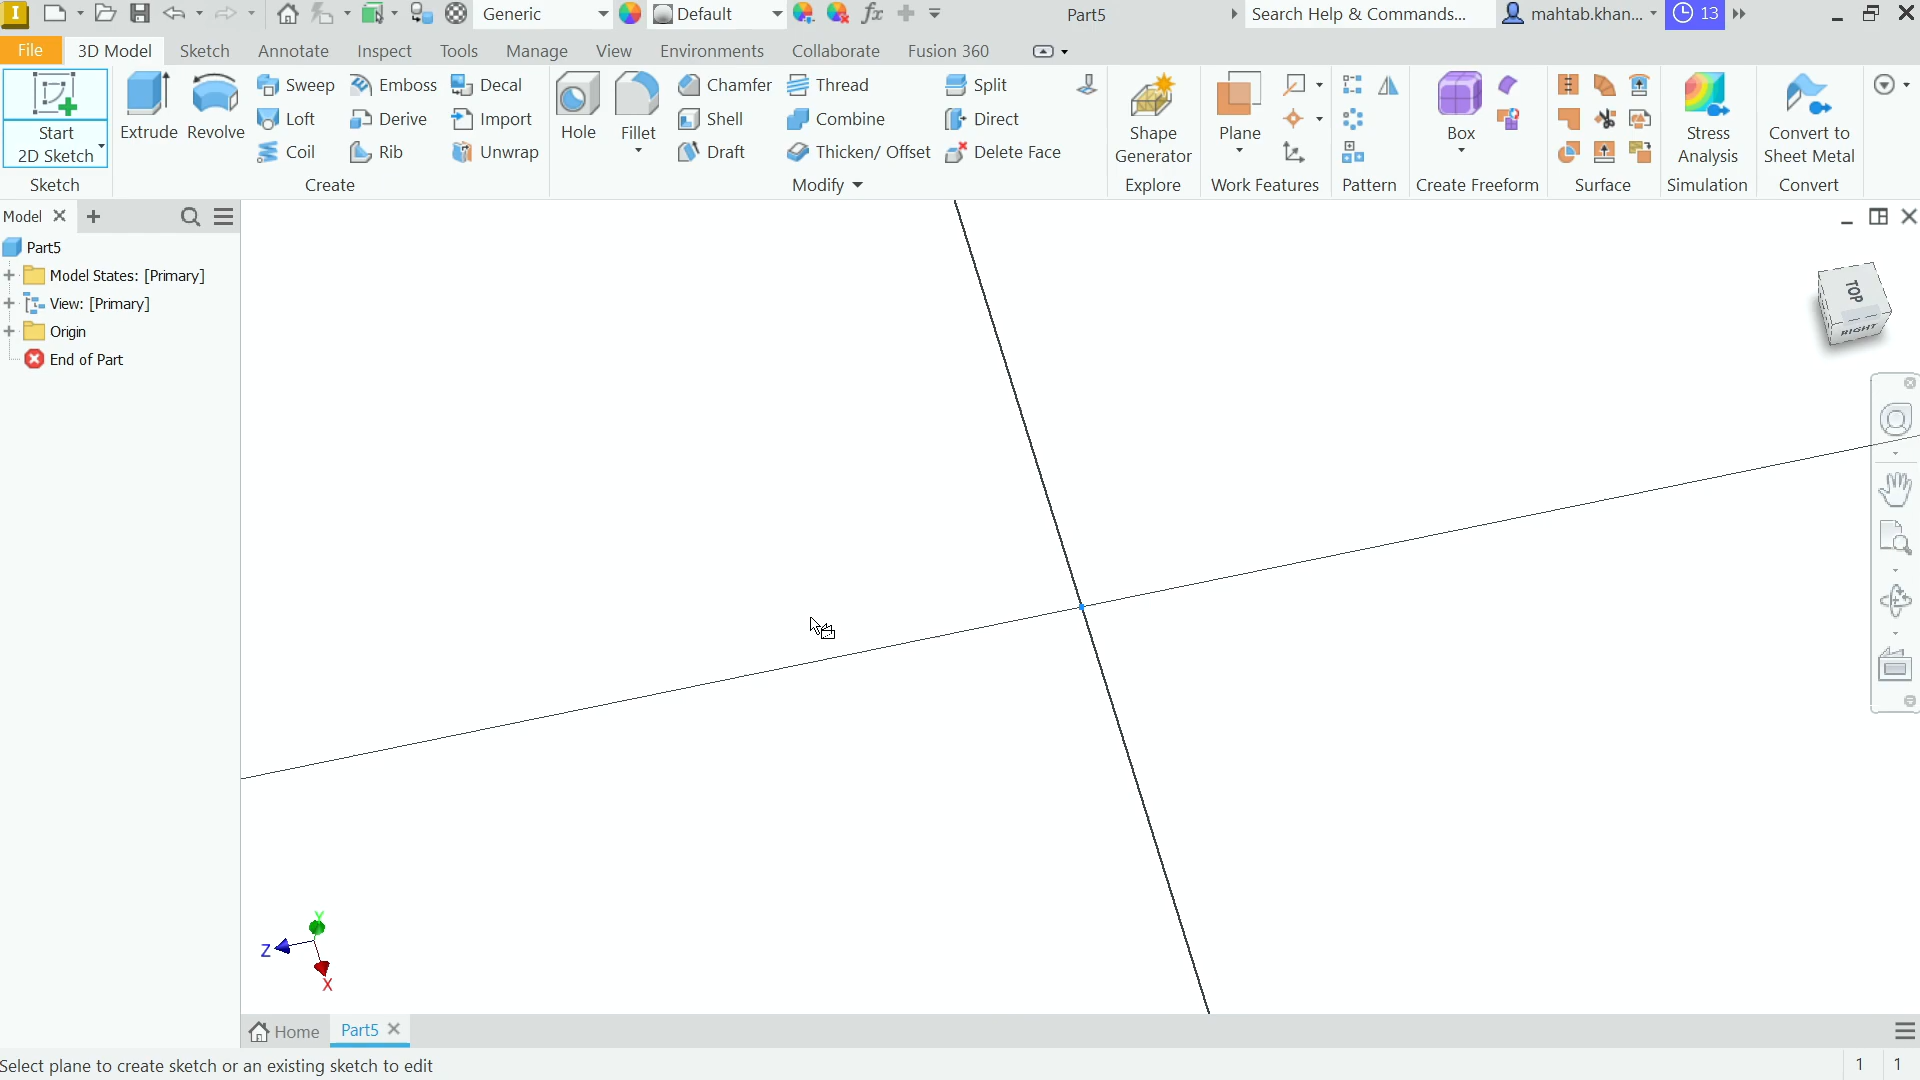 I Generic Default fx Part5 Search Help & Commands... mahtab.khan... 13
File 3D Model Sketch Annotate Inspect Tools Manage View Environments Collaborate Fusion 360
Start 2D Sketch
Extrude
Revolve
Sweep Emboss Decal
Loft Derive Import
Coil Rib Unwrap
Hole
Fillet
Chamfer Thread Split
Shell Combine Direct
Draft Thicken/ Offset Delete Face
Shape Generator
Plane
Box
Stress Analysis
Convert to Sheet Metal
Sketch Create Modify Explore Work Features Pattern Create Freeform Surface Simulation Convert
Model
Part5
Model States: [Primary]
View: [Primary]
Origin
End of Part
TOP
RIGHT
Y
Z
X
Home Part5
Select plane to create sketch or an existing sketch to edit 1 1